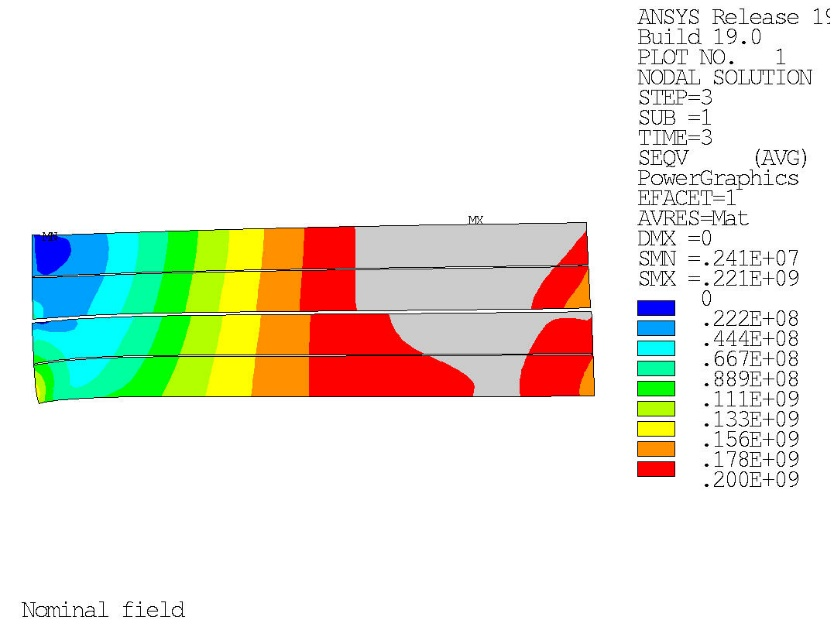 ANSYS Release 19
Build 19.0
PLOT NO. 1
NODAL SOLUTION
STEP=3
SUB =1
TIME=3
SEQV (AVG)
PowerGraphics
EFACET=1
AVRES=Mat
DMX =0
SMN =.241E+07
SMX =.221E+09
0
.222E+08
.444E+08
.667E+08
.889E+08
.111E+09
.133E+09
.156E+09
.178E+09
.200E+09
MX
MN
Nominal field